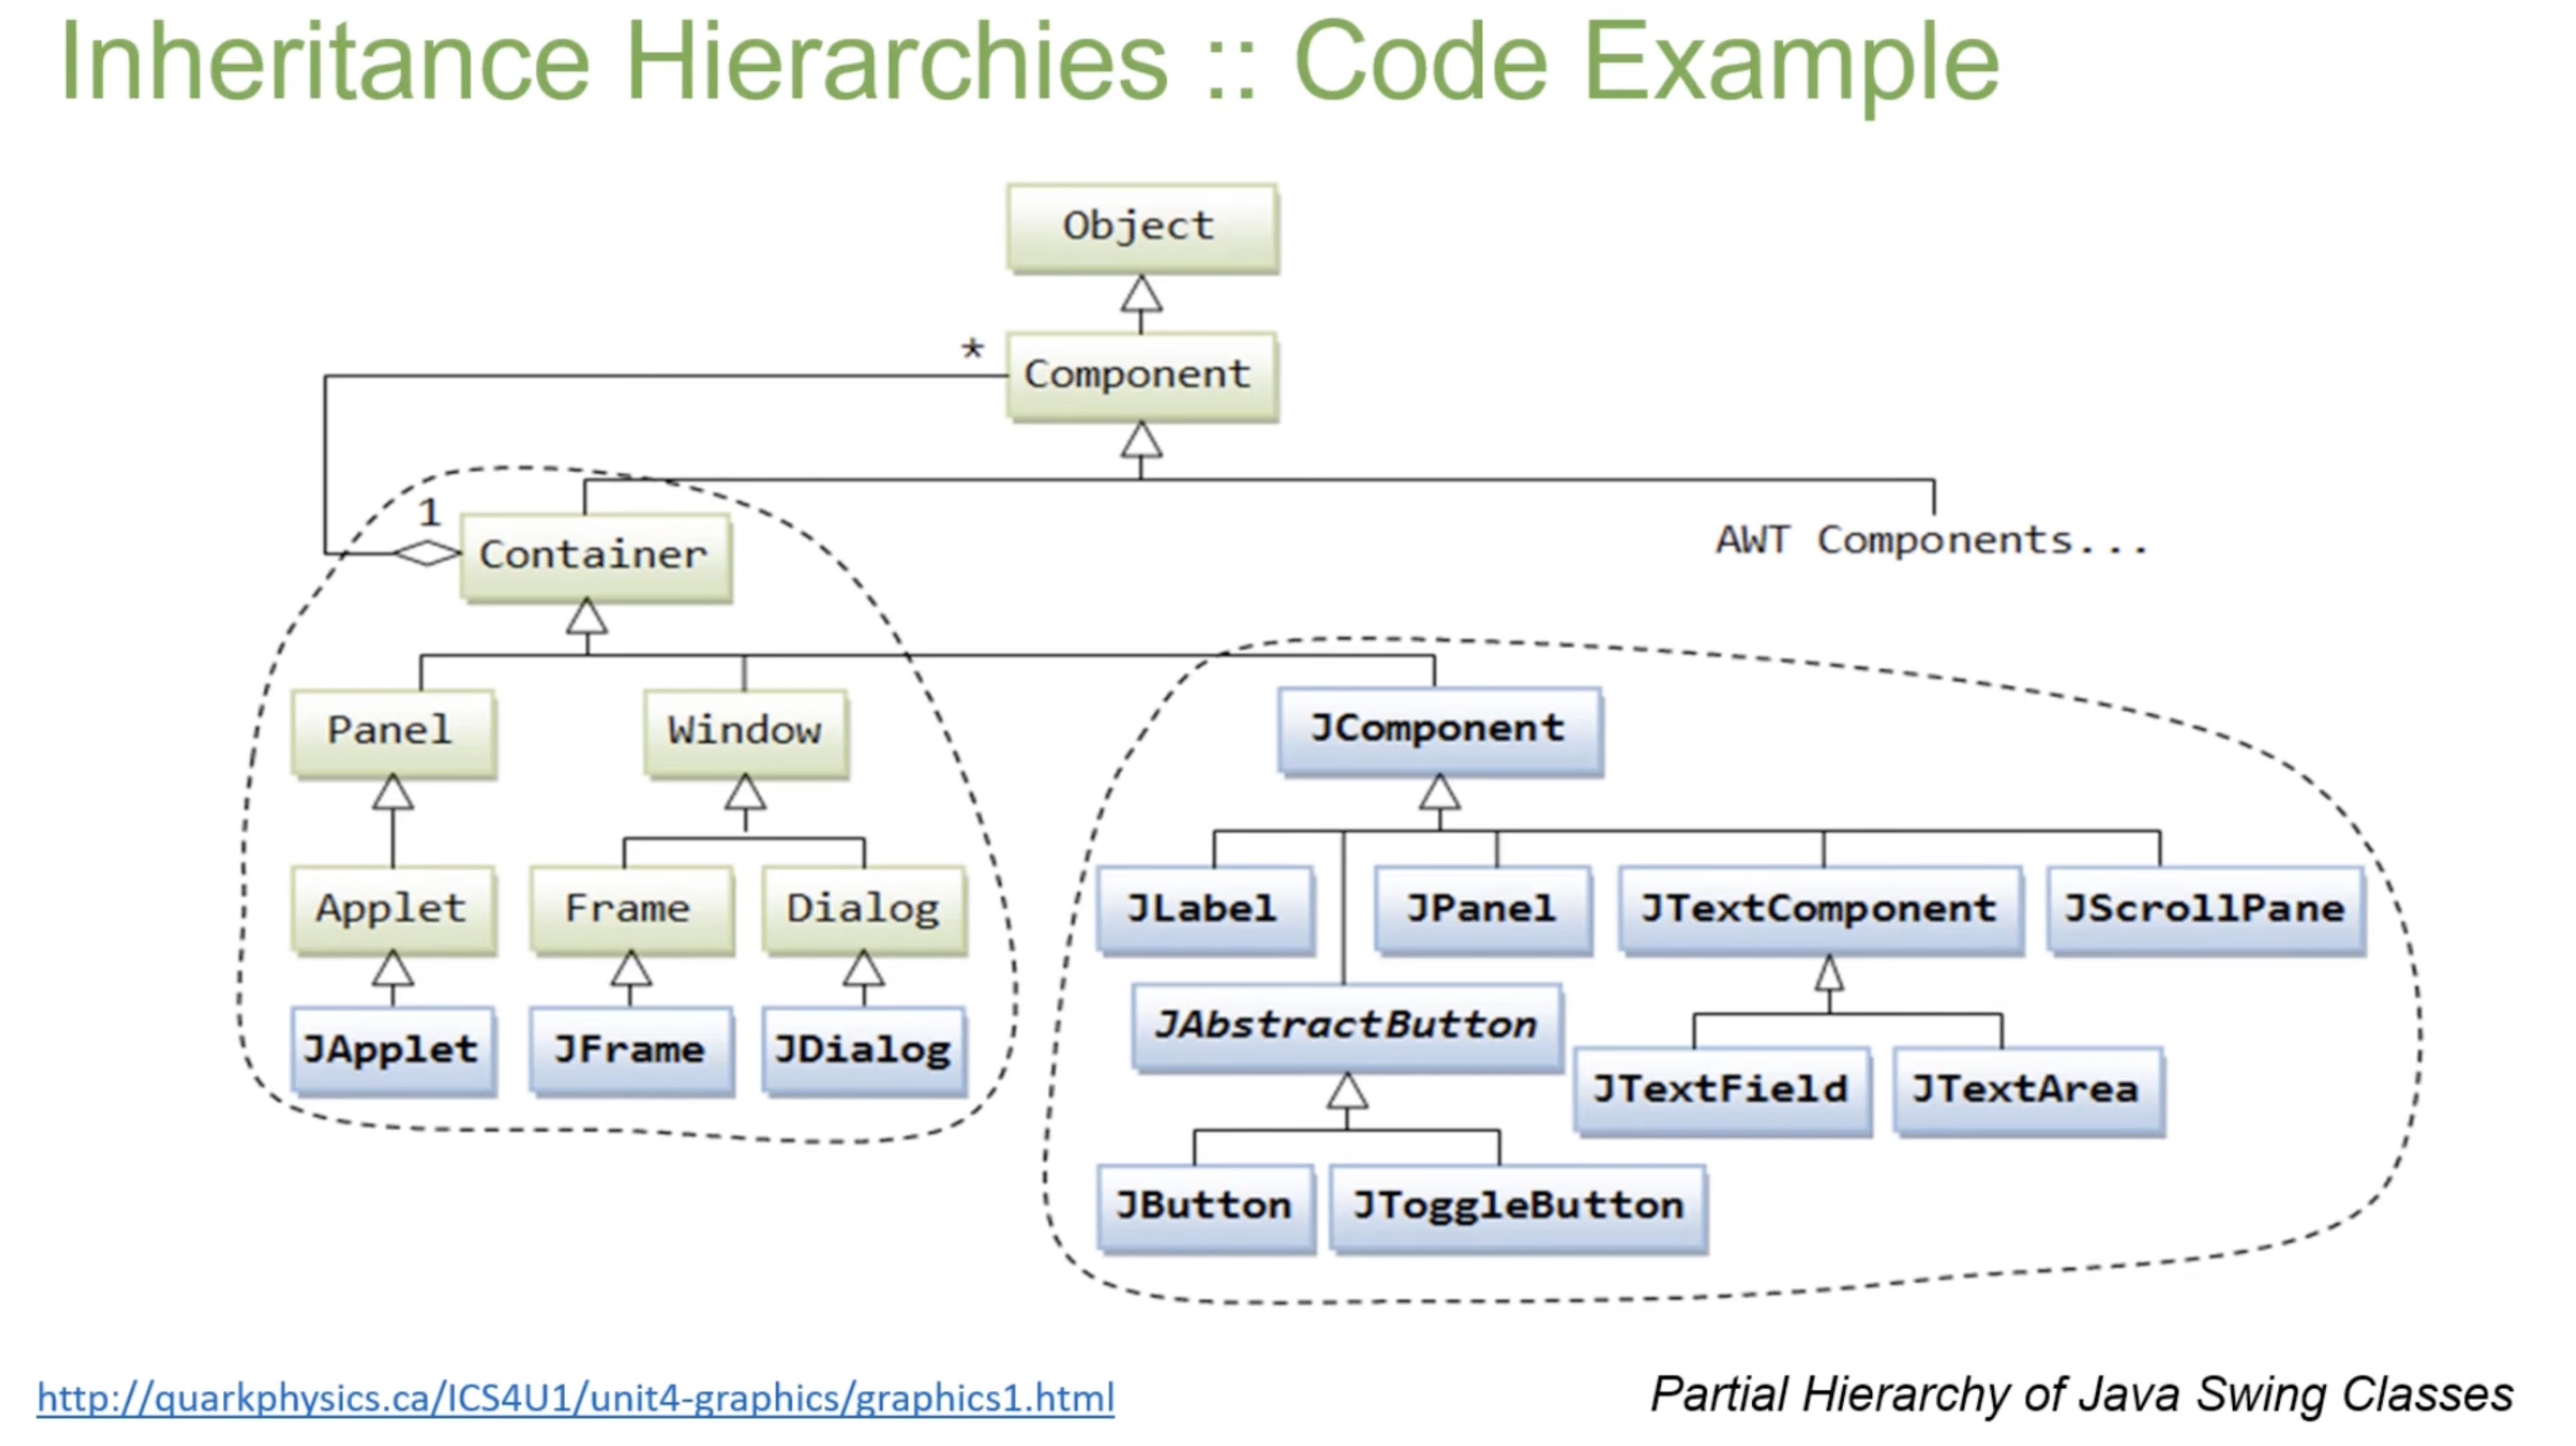 Inheritance Hierarchies :: Code Example
Object
*
Component
1
Container
AWT Components...
Panel
Window
JComponent
Applet
Frame
Dialog
JLabel
JPanel
JTextComponent
JScrollPane
JApplet
JFrame
JDialog
JAbstractButton
JTextField
JTextArea
JButton
JToggleButton
http://quarkphysics.ca/ICS4U1/unit4-graphics/graphics1.html
Partial Hierarchy of Java Swing Classes